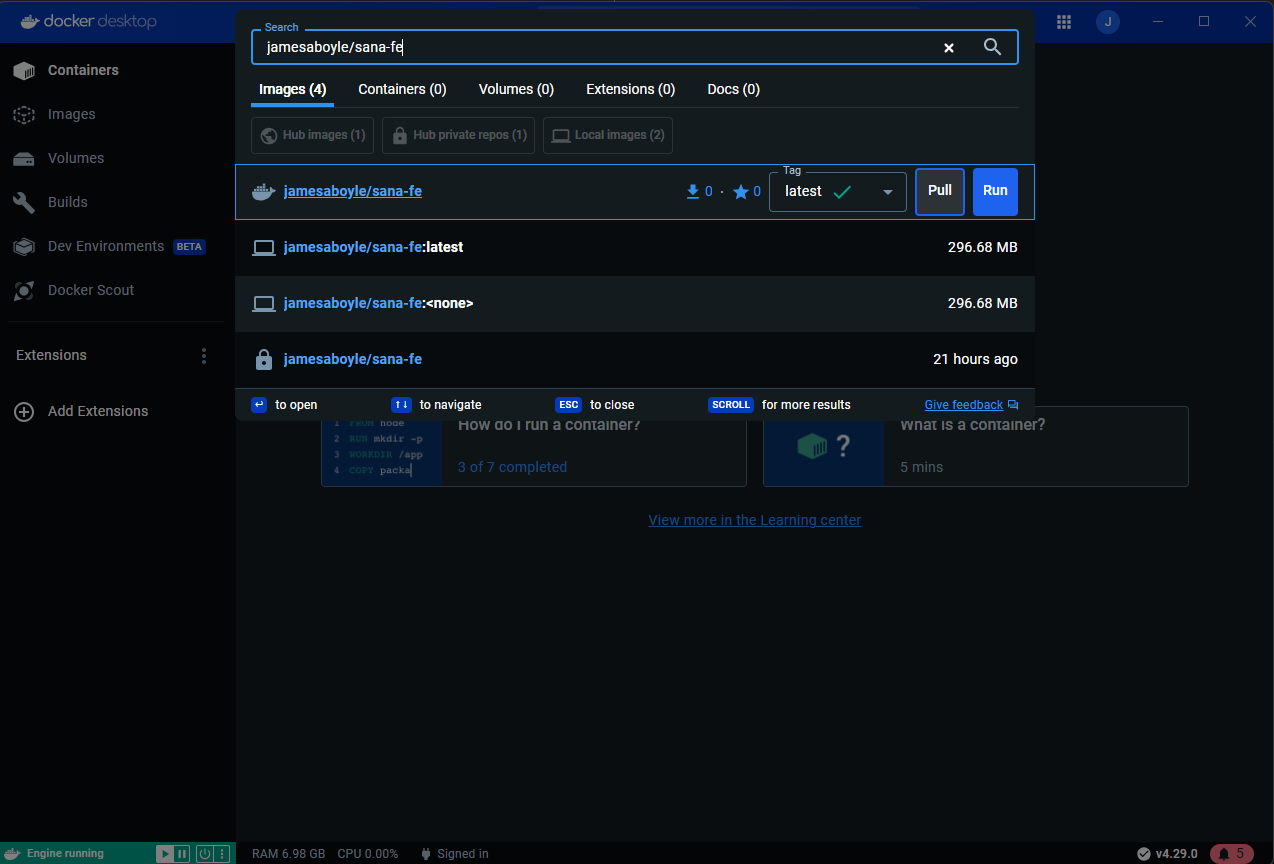 docker desktop
J
Search
jamesaboyle/sana-fe
Images (4) Containers (0) Volumes (0) Extensions (0) Docs (0)
Hub images (1) Hub private repos (1) Local images (2)
jamesaboyle/sana-fe 0 · 0 Tag latest Pull Run
jamesaboyle/sana-fe:latest 296.68 MB
jamesaboyle/sana-fe:<none> 296.68 MB
jamesaboyle/sana-fe 21 hours ago
to open to navigate ESC to close SCROLL for more results Give feedback
Containers
Images
Volumes
Builds
Dev Environments BETA
Docker Scout
Extensions
Add Extensions
1 FROM node
2 RUN mkdir -p
3 WORKDIR /app
4 COPY packa
How do I run a container?
3 of 7 completed
?
What is a container?
5 mins
View more in the Learning center
Engine running
RAM 6.98 GB CPU 0.00% Signed in
v4.29.0 5